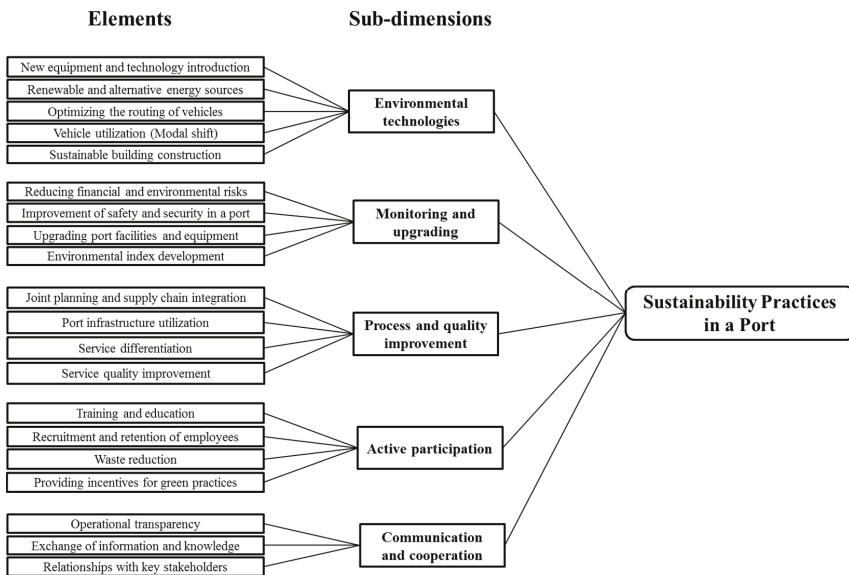 Elements
Sub-dimensions
New equipment and technology introduction
Renewable and alternative energy sources
Optimizing the routing of vehicles
Vehicle utilization (Modal shift)
Sustainable building construction
Environmental
technologies
Reducing financial and environmental risks
Improvement of safety and security in a port
Upgrading port facilities and equipment
Environmental index development
Monitoring and
upgrading
Joint planning and supply chain integration
Port infrastructure utilization
Service differentiation
Service quality improvement
Process and quality
improvement
Training and education
Recruitment and retention of employees
Waste reduction
Providing incentives for green practices
Active participation
Operational transparency
Exchange of information and knowledge
Relationships with key stakeholders
Communication
and cooperation
Sustainability Practices
in a Port